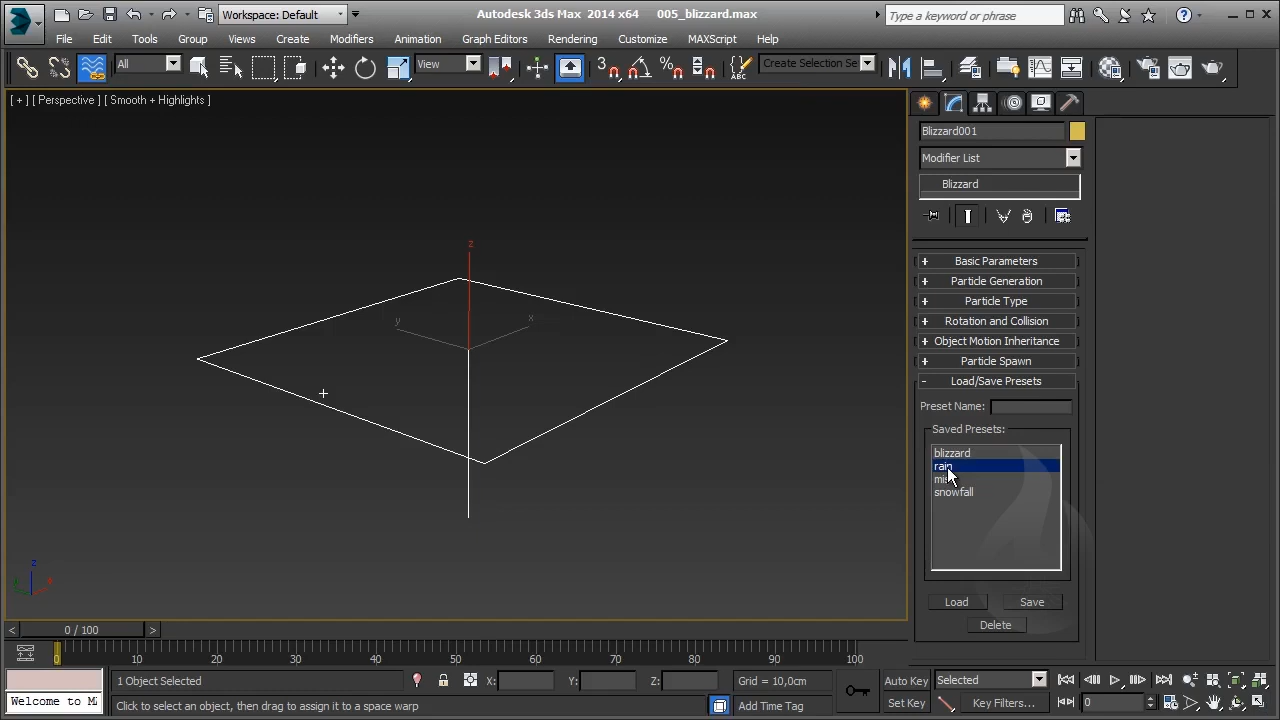 Workspace: Default
Autodesk 3ds Max  2014 x64    005_blizzard.max
Type a keyword or phrase
File Edit Tools Group Views Create Modifiers Animation Graph Editors Rendering Customize MAXScript Help
All
View
3
ABC
Create Selection Se
[ + ] [ Perspective ] [ Smooth + Highlights ]
Blizzard001
Modifier List
Blizzard
+ Basic Parameters
+ Particle Generation
+ Particle Type
+ Rotation and Collision
+ Object Motion Inheritance
+ Particle Spawn
- Load/Save Presets
Preset Name:
Saved Presets:
blizzard
rain
snowfall
Load Save
Delete
z
y x
z
x
< 0 / 100 >
0 10 20 30 40 50 60 70 80 90 100
1 Object Selected X: Y: Z: Grid = 10,0cm Auto Key Selected
Welcome to M
Click to select an object, then drag to assign it to a space warp Add Time Tag Set Key Key Filters... 0